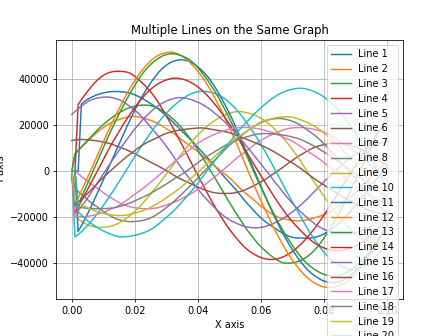 Multiple Lines on the Same Graph
40000
20000
0
−20000
−40000
0.00
0.02
0.04
0.06
X axis
Line 1
Line 2
Line 3
Line 4
Line 5
Line 6
Line 7
Line 8
Line 9
Line 10
Line 11
Line 12
Line 13
Line 14
Line 15
Line 16
Line 17
Line 18
Line 19
Line 20